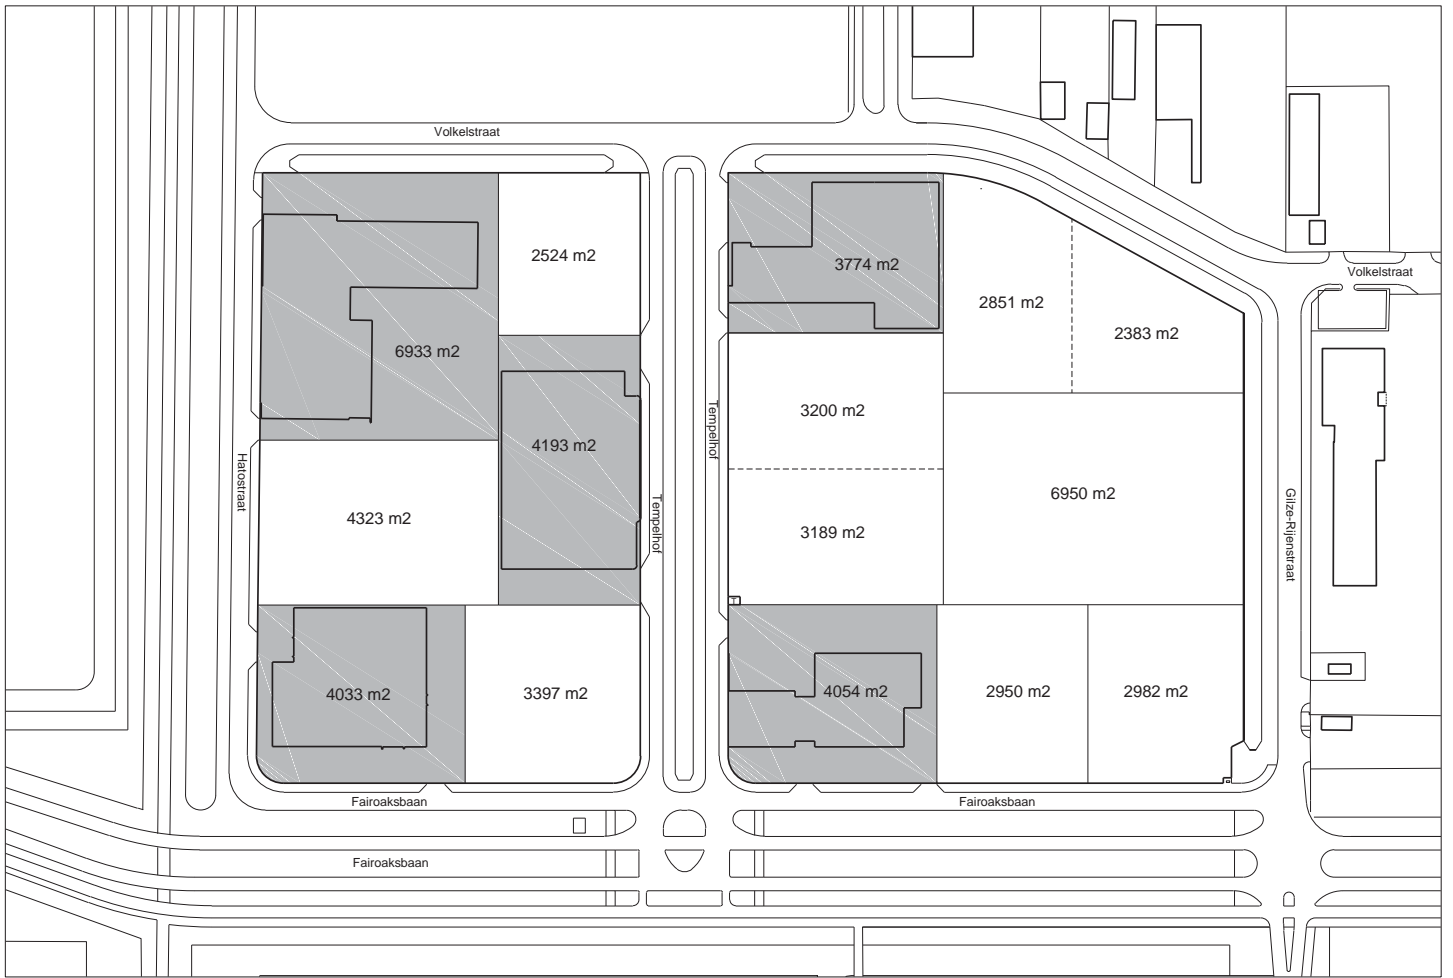 Volkelstraat
2524 m2
3774 m2
Volkelstraat
2851 m2
2383 m2
6933 m2
3200 m2
Tempelhof
4193 m2
Hatostraat
4323 m2
6950 m2
Tempelhof
3189 m2
Gilze-Rijenstraat
T
4033 m2
3397 m2
4054 m2
2950 m2
2982 m2
Fairoaksbaan
Fairoaksbaan
Fairoaksbaan